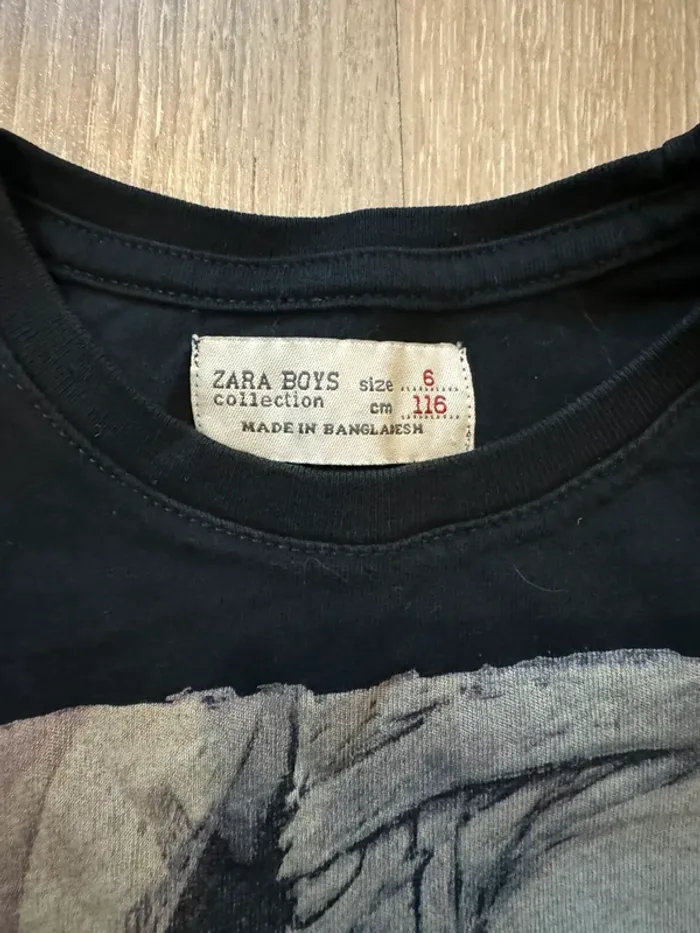 ZARA BOYS size 6
collection cm 116
MADE IN BANGLADESH